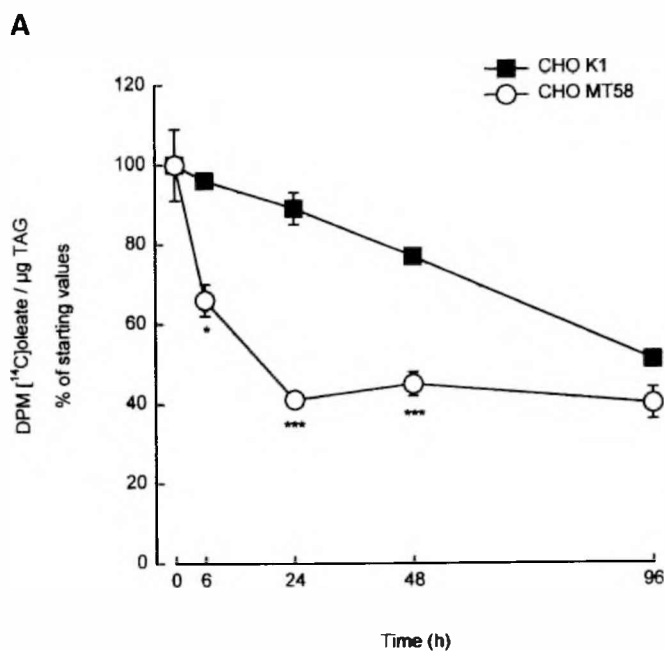 A
CHO K1
CHO MT58
120
100
80
60
40
20
0
DPM [¹⁴C]oleate / µg TAG
% of starting values
*
***
***
0 6 24 48 96
Time (h)